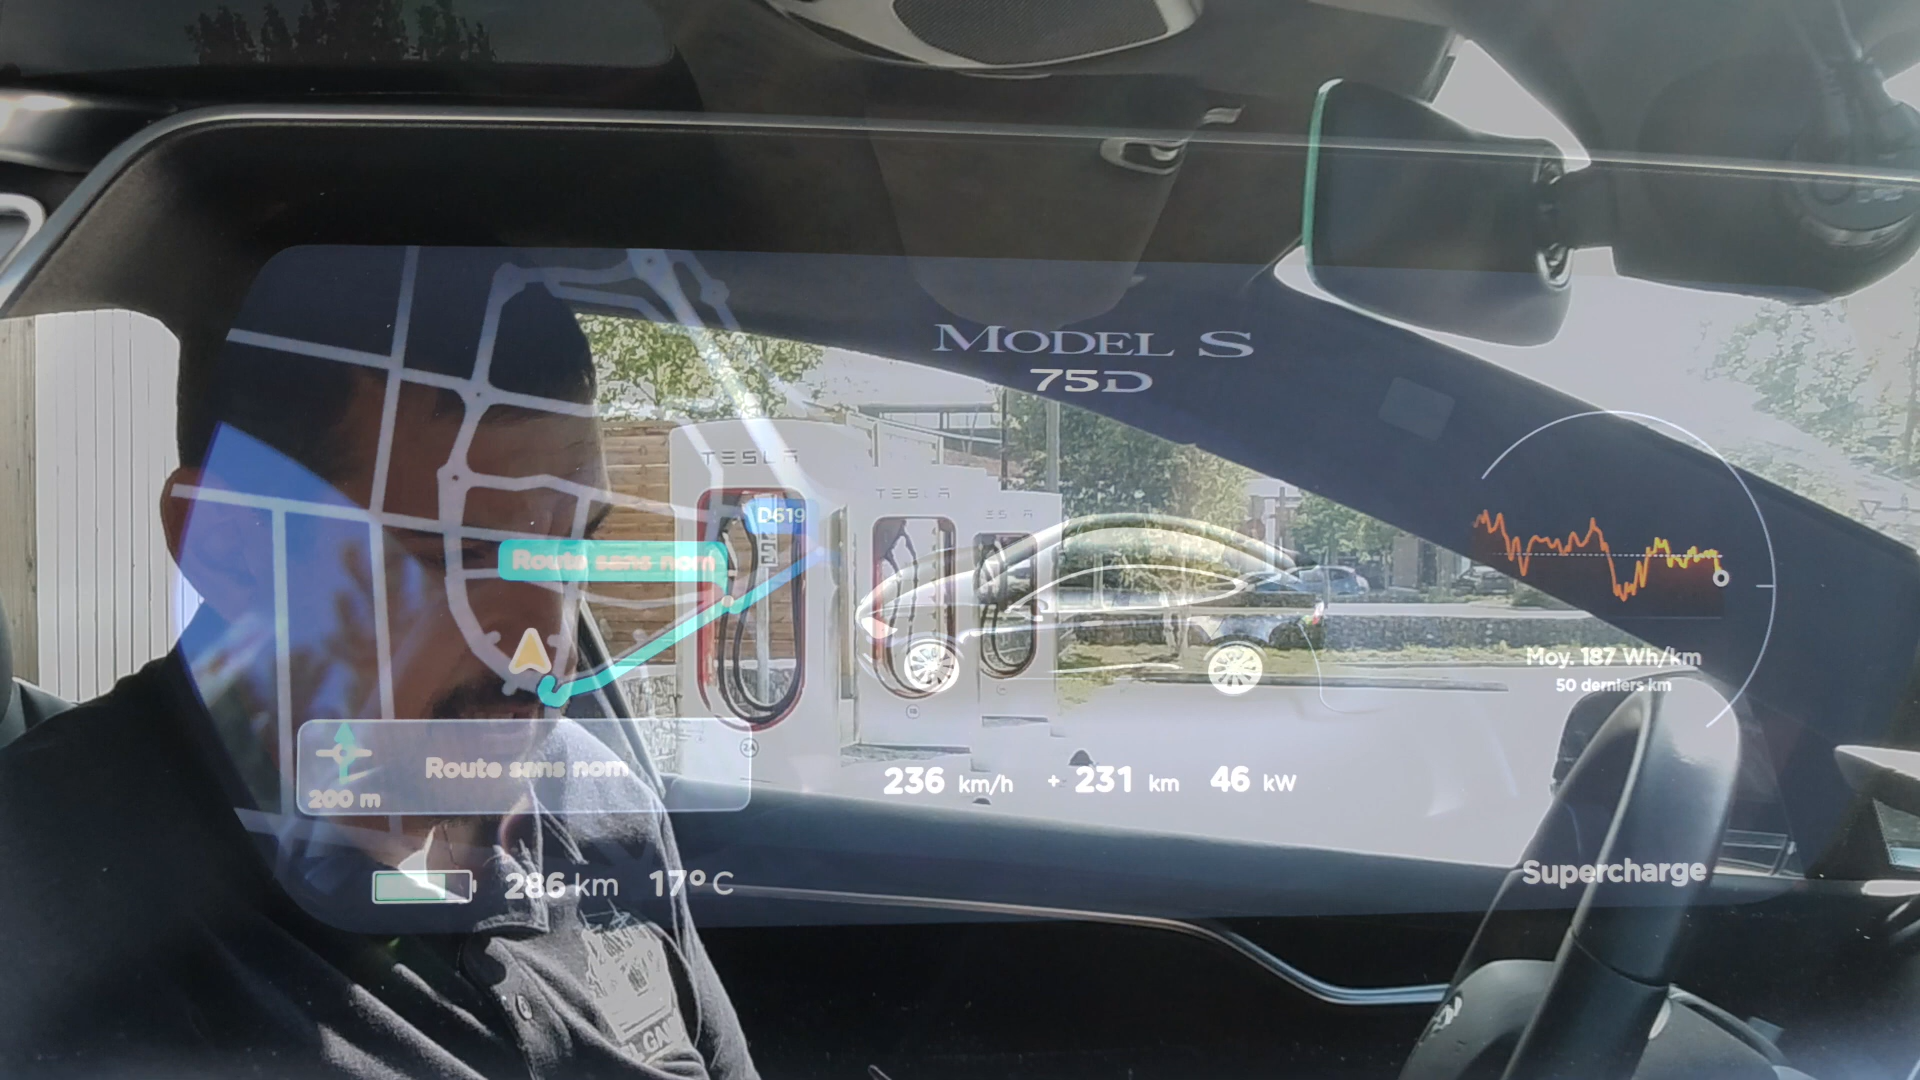 MODEL S
75D
TESLA
TESLA
ESLA
D619
Route sans nom
Moy. 187 Wh/km
50 derniers km
Route sans nom
200 m
236 km/h + 231 km 46 kW
286 km 17° C
Supercharge